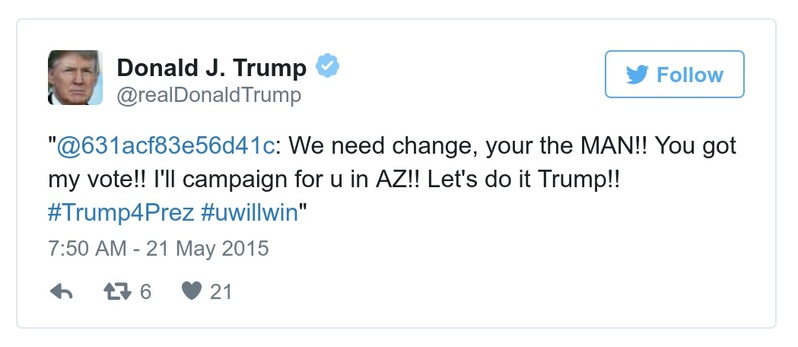 Donald J. Trump
@realDonaldTrump
Follow
"@631acf83e56d41c: We need change, your the MAN!! You got
my vote!! I'll campaign for u in AZ!! Let's do it Trump!!
#Trump4Prez #uwillwin"
7:50 AM - 21 May 2015
6 21